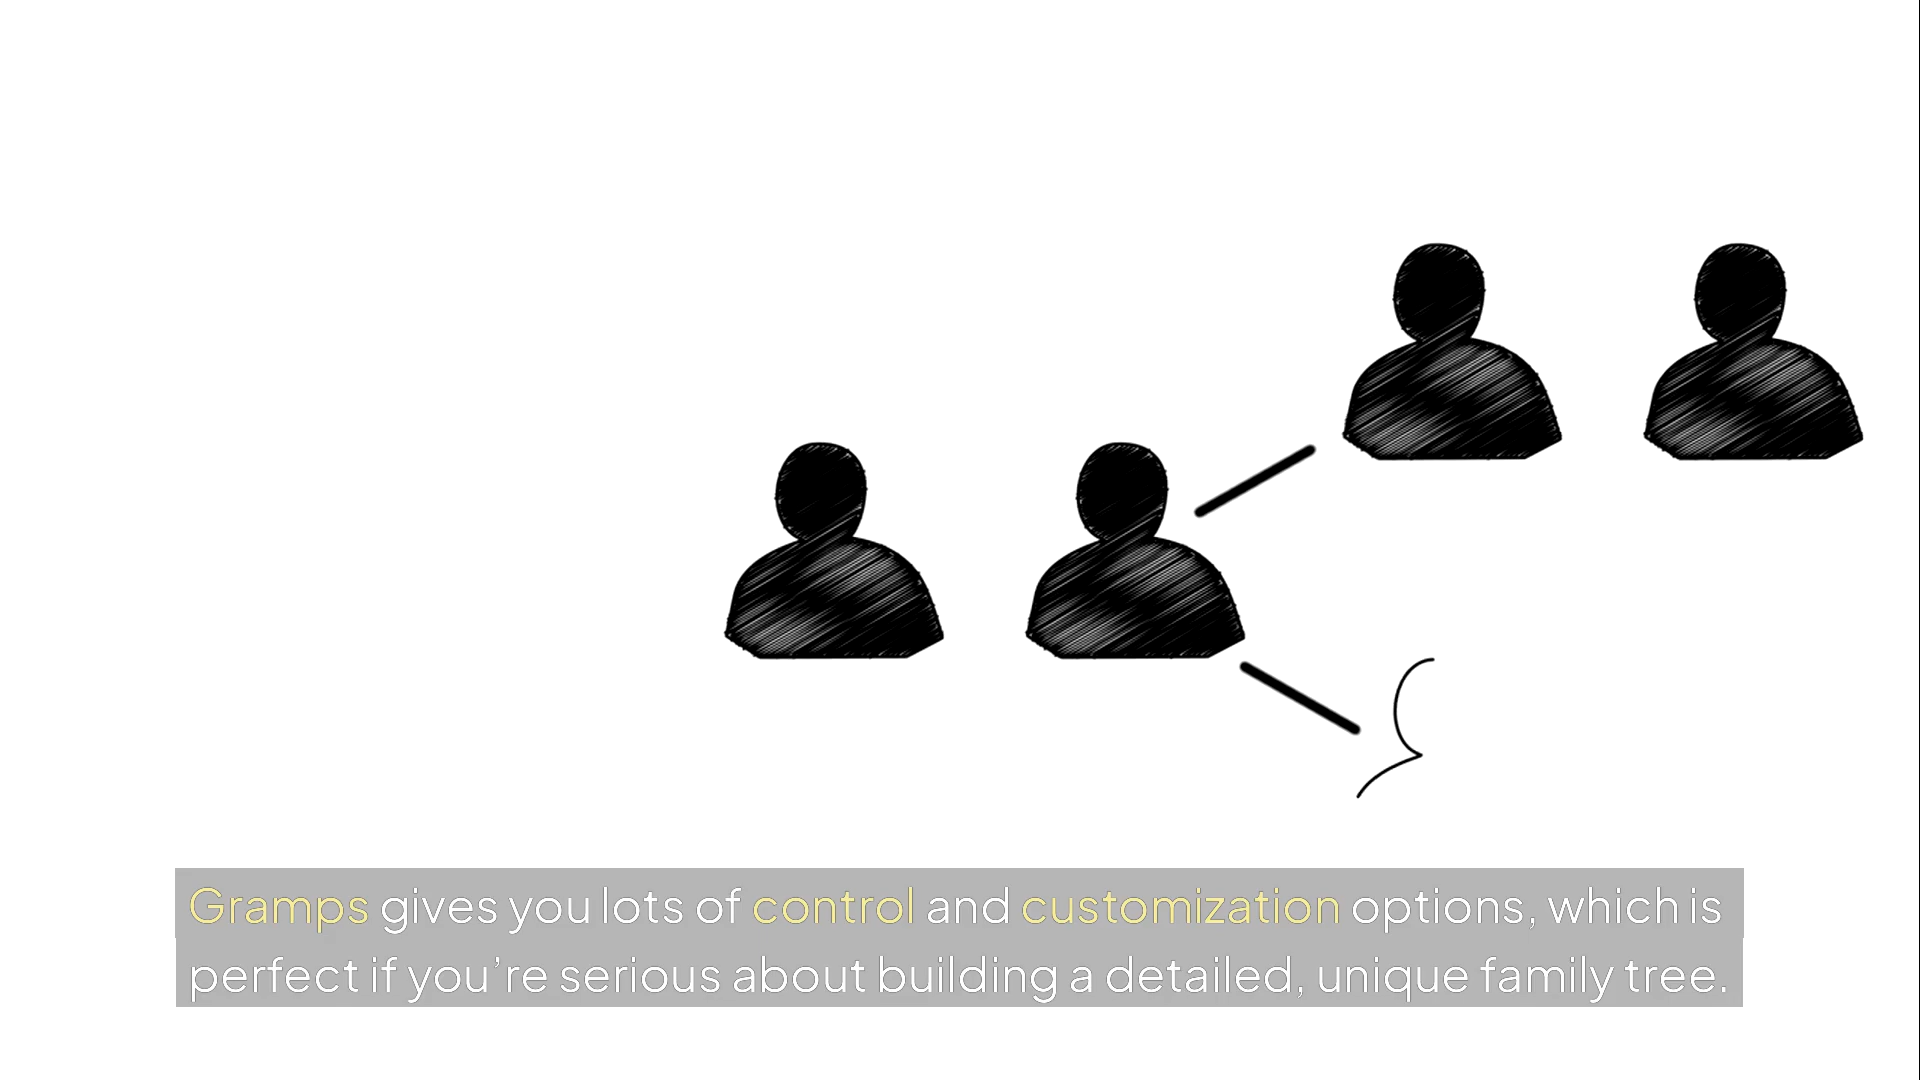 Gramps gives you lots of control and customization options, which is
perfect if you’re serious about building a detailed, unique family tree.